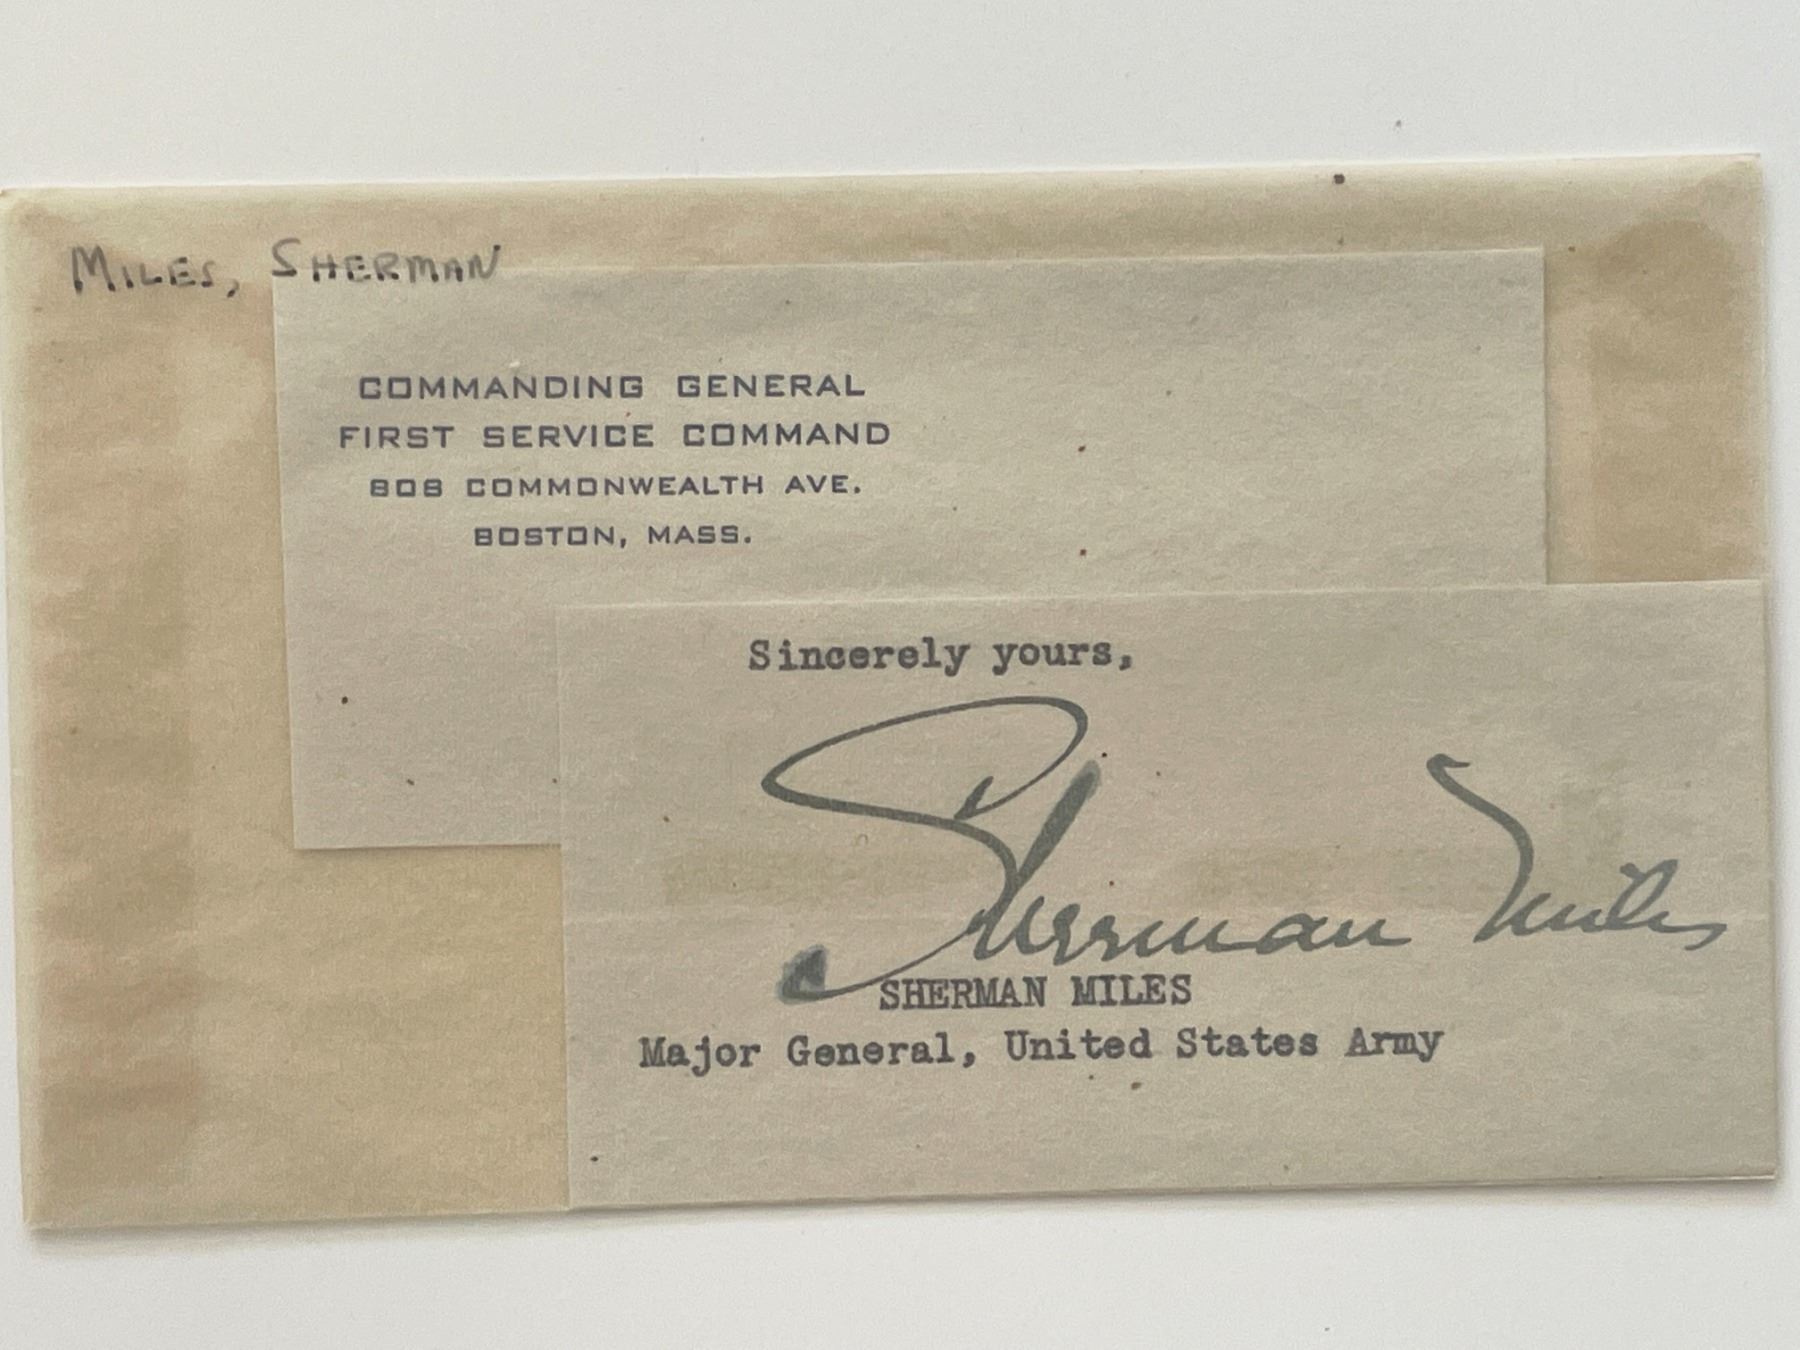 MILES, SHERMAN
COMMANDING GENERAL
FIRST SERVICE COMMAND
808 COMMONWEALTH AVE.
BOSTON, MASS.
Sincerely yours,
Sherman Miles
SHERMAN MILES
Major General, United States Army